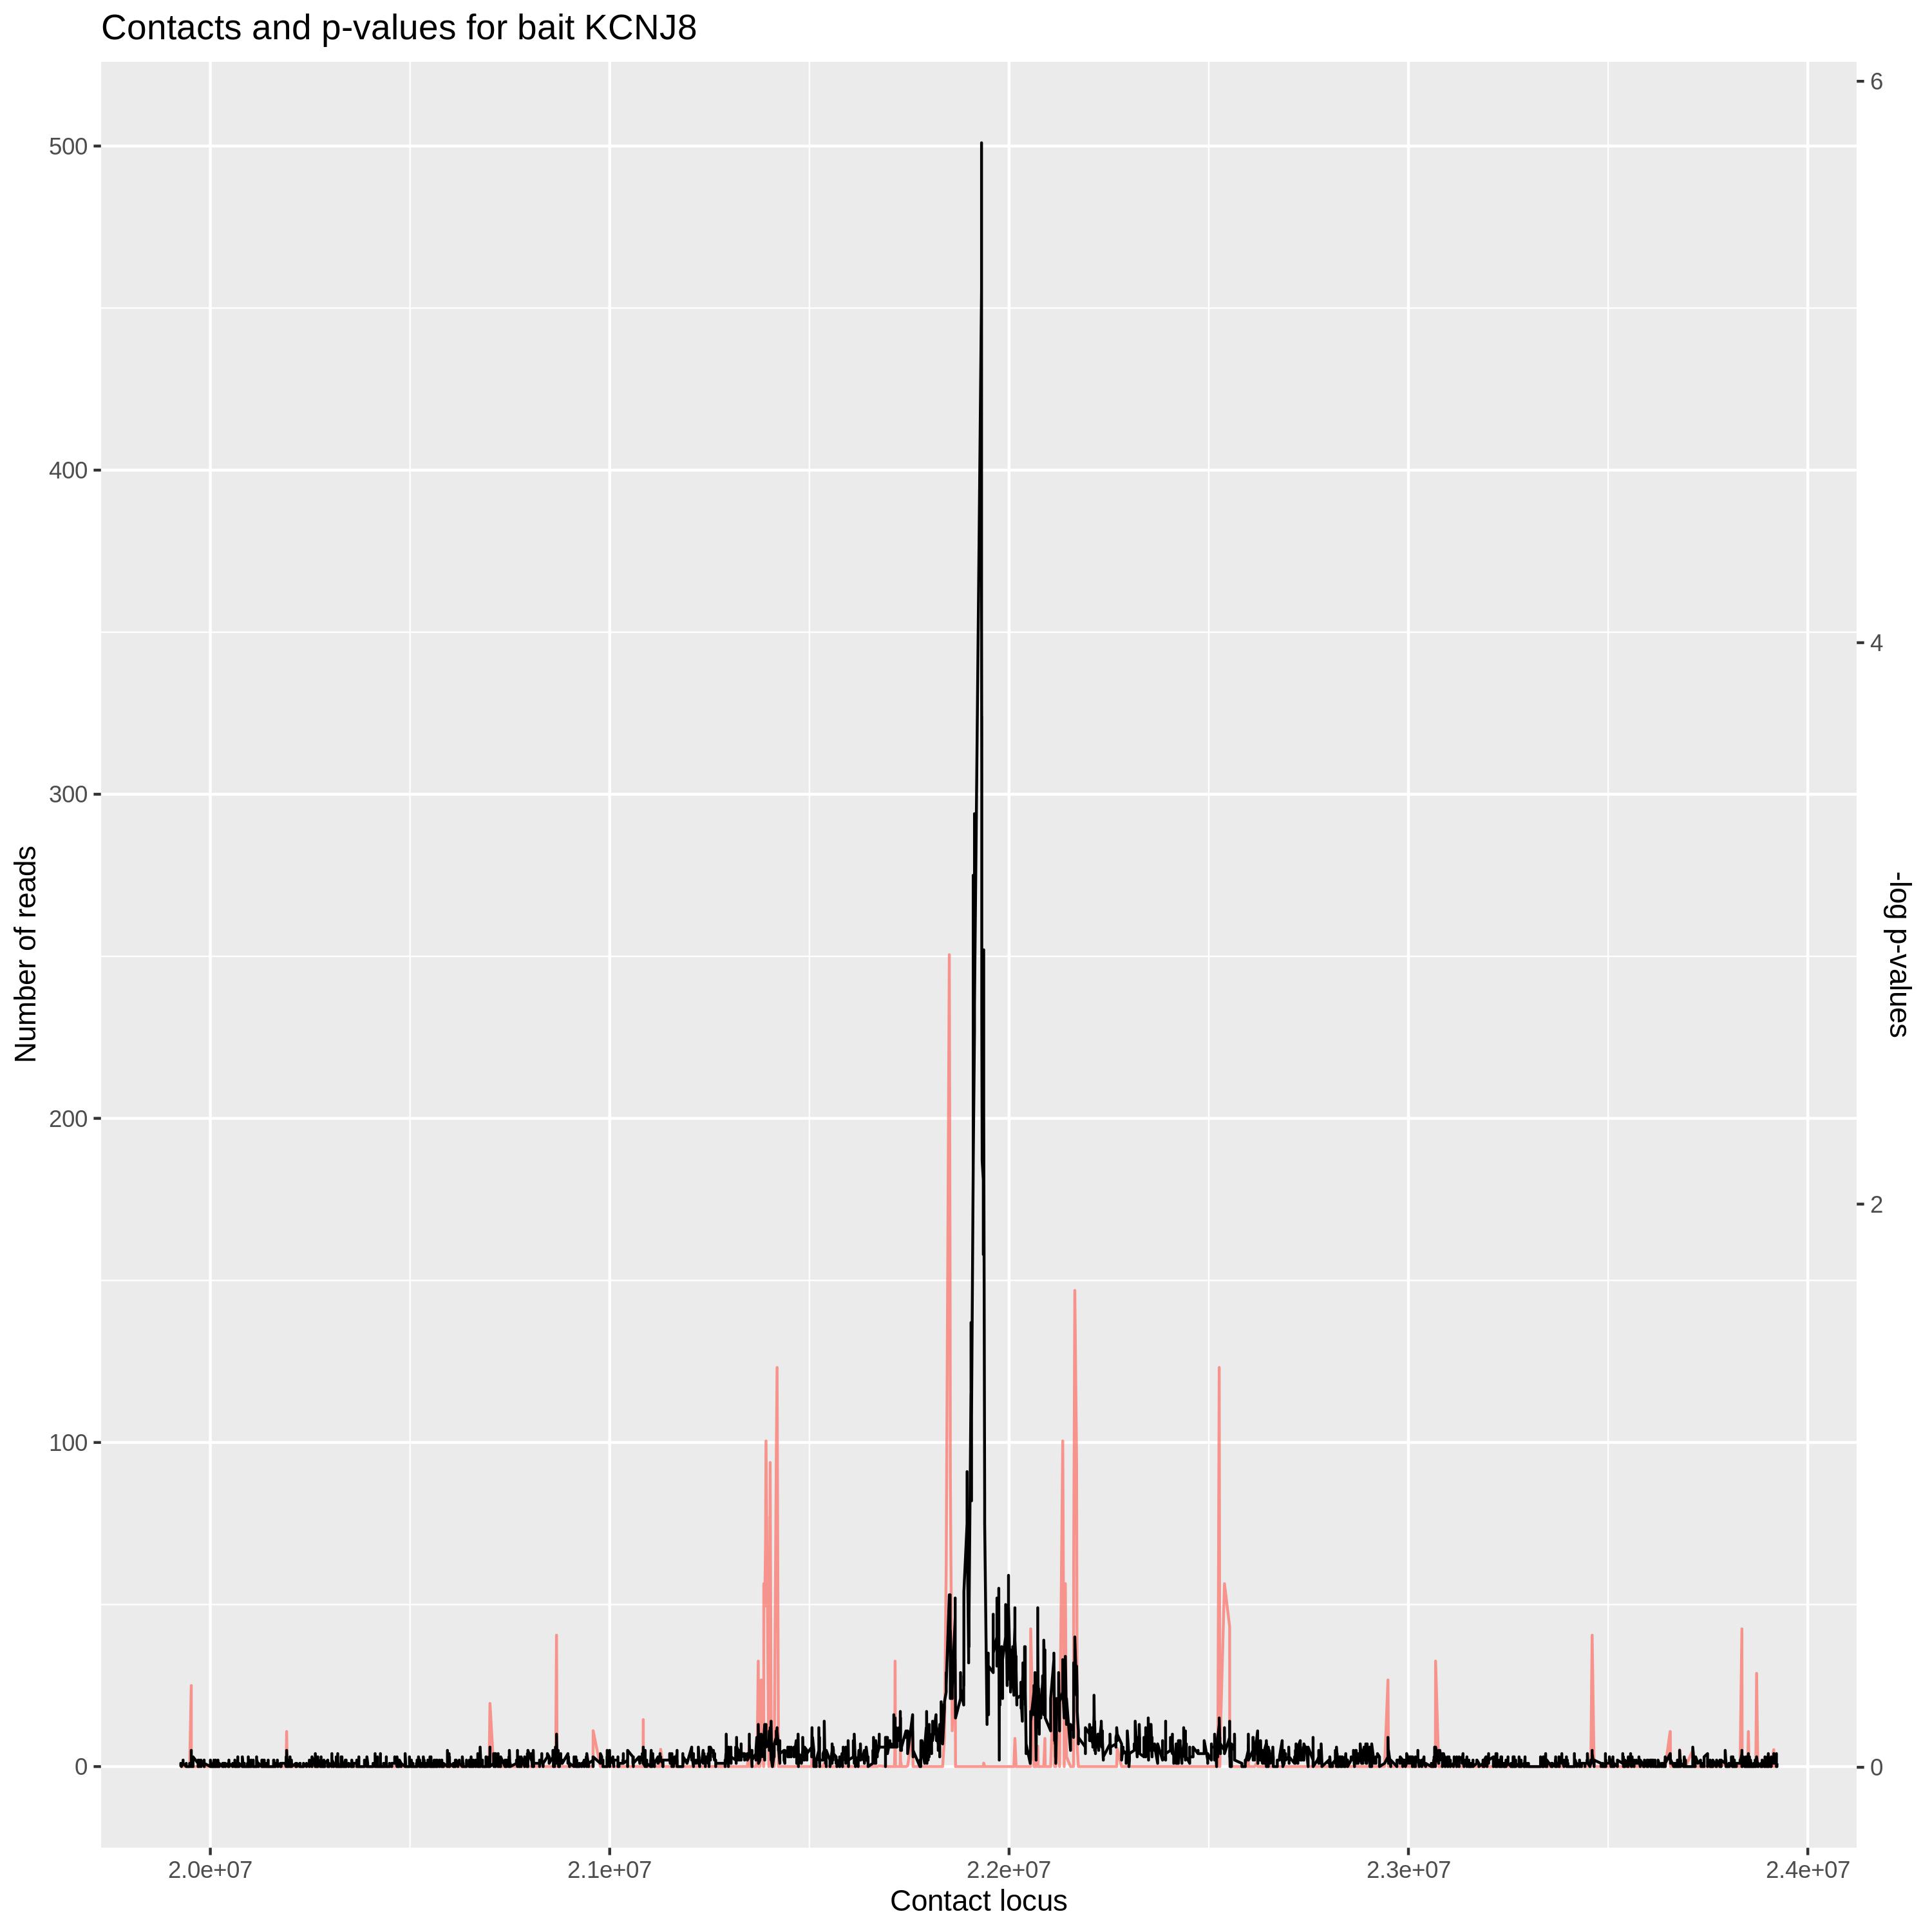 Contacts and p-values for bait KCNJ8
6
500
400
4
300
Number of reads
-log p-values
200
2
100
0
0
2.0e+07
2.1e+07
2.2e+07
2.3e+07
2.4e+07
Contact locus